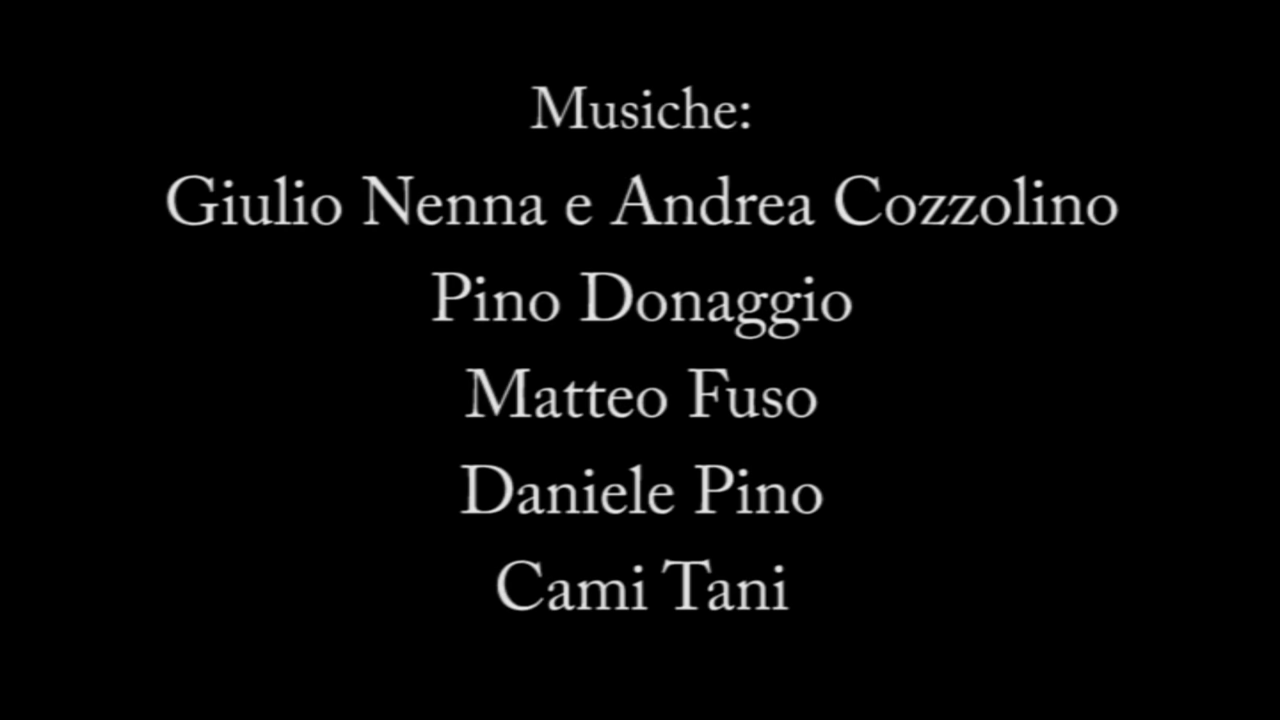 Musiche:
Giulio Nenna e Andrea Cozzolino
Pino Donaggio
Matteo Fuso
Daniele Pino
Cami Tani